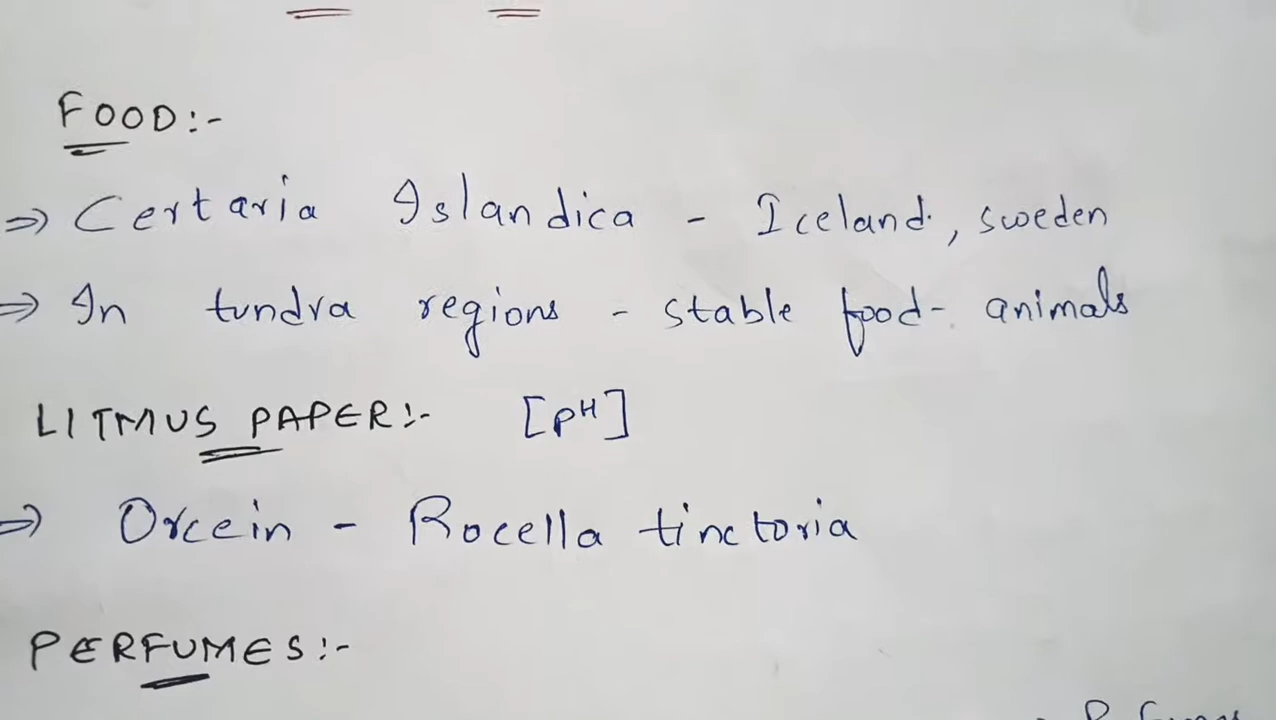 FOOD:-
⇒ Certaria Islandica - Iceland, sweden
⇒ In tundra regions - stable food- animals
LITMUS PAPER:- [pH]
⇒ Orcein - Rocella tinctoria
PERFUMES:-